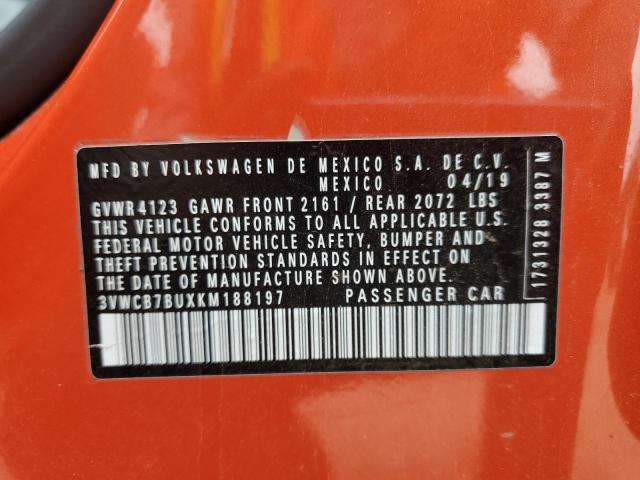 MFD BY VOLKSWAGEN DE MEXICO S.A. DE C.V.
MEXICO 04/19
GVWR 4123 GAWR FRONT 2161 / REAR 2072 LBS
THIS VEHICLE CONFORMS TO ALL APPLICABLE U.S.
FEDERAL MOTOR VEHICLE SAFETY, BUMPER AND
THEFT PREVENTION STANDARDS IN EFFECT ON
THE DATE OF MANUFACTURE SHOWN ABOVE.
3VWCB7BUXKM188197 PASSENGER CAR
1731328 3387 M